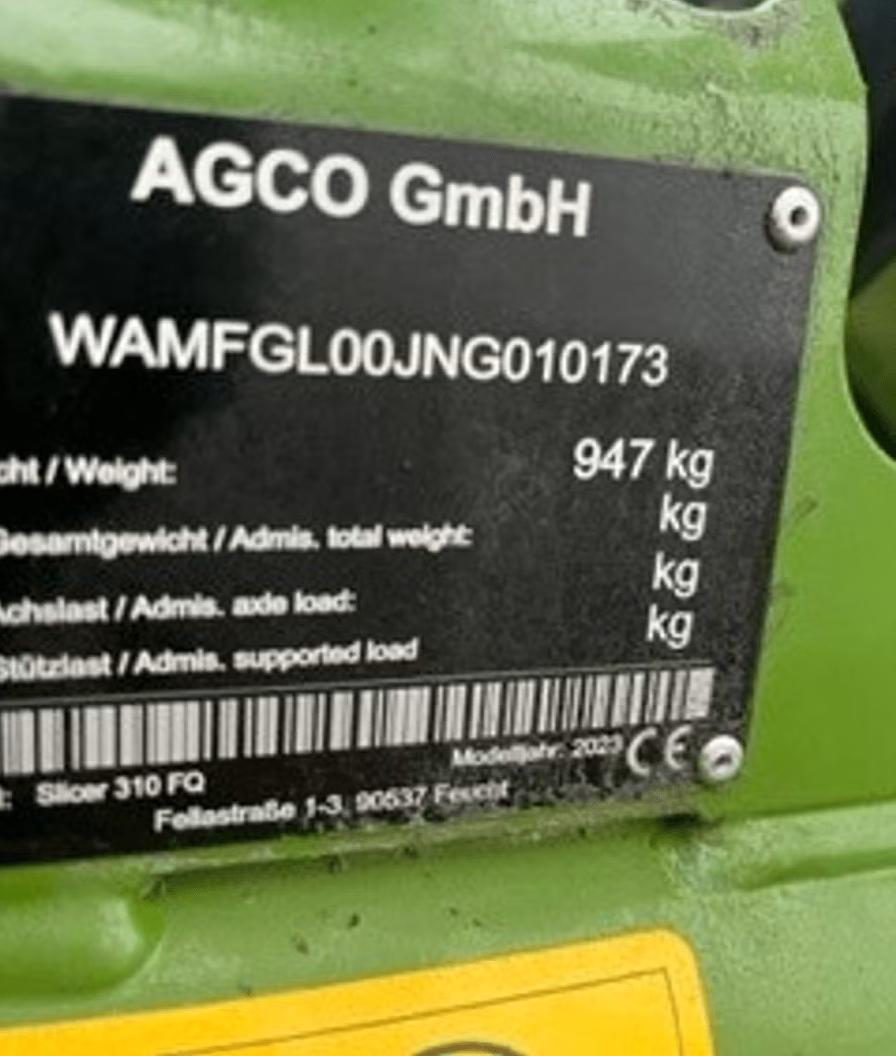 AGCO GmbH
WAMFGL00JNG010173
cht / Weight: 947 kg
Gesamtgewicht / Admis. total weight: kg
Achslast / Admis. axle load: kg
Stützlast / Admis. supported load kg
Modelljahr: 2023 CE
: Slicer 310 FQ
Fellastraße 1-3, 90537 Feucht